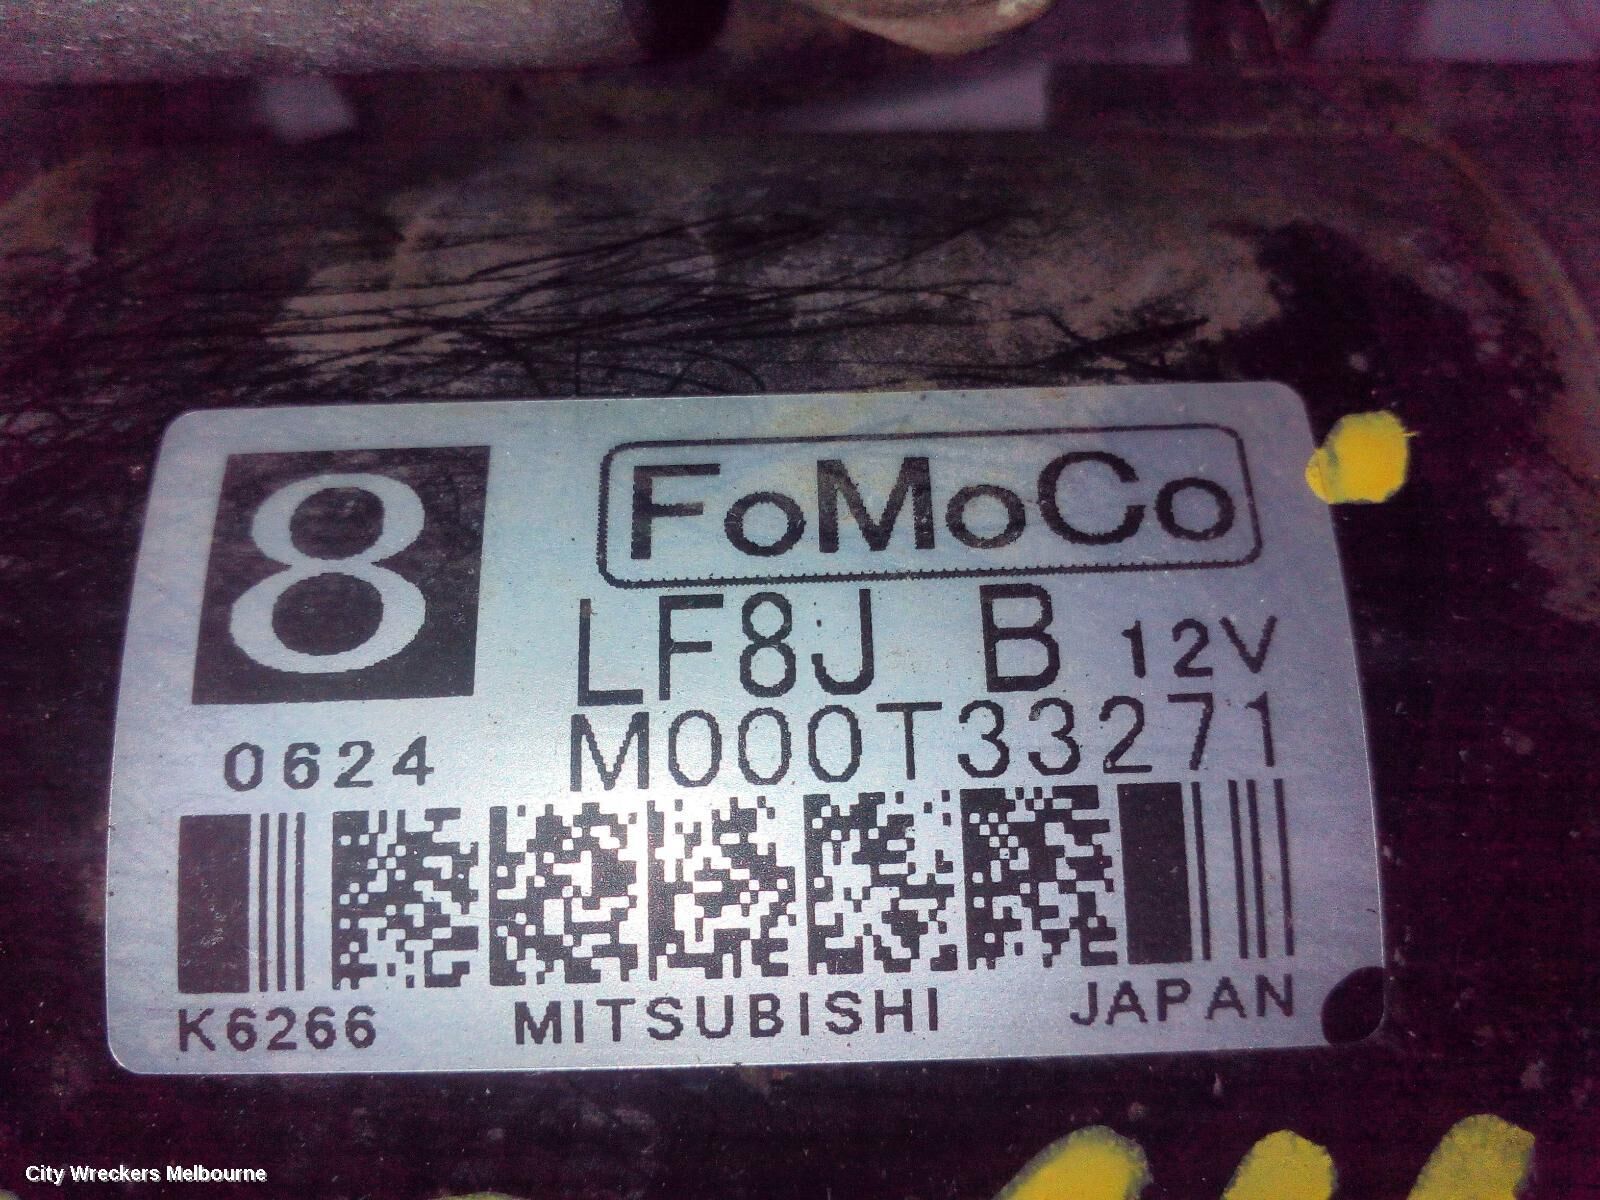 8
FoMoCo
LF8J B 12V
0624 M000T33271
K6266 MITSUBISHI JAPAN
City Wreckers Melbourne